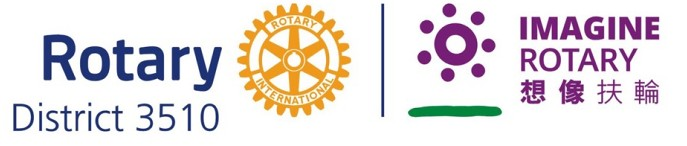 Rotary
District 3510
ROTARY
INTERNATIONAL
IMAGINE
ROTARY
想像扶輪